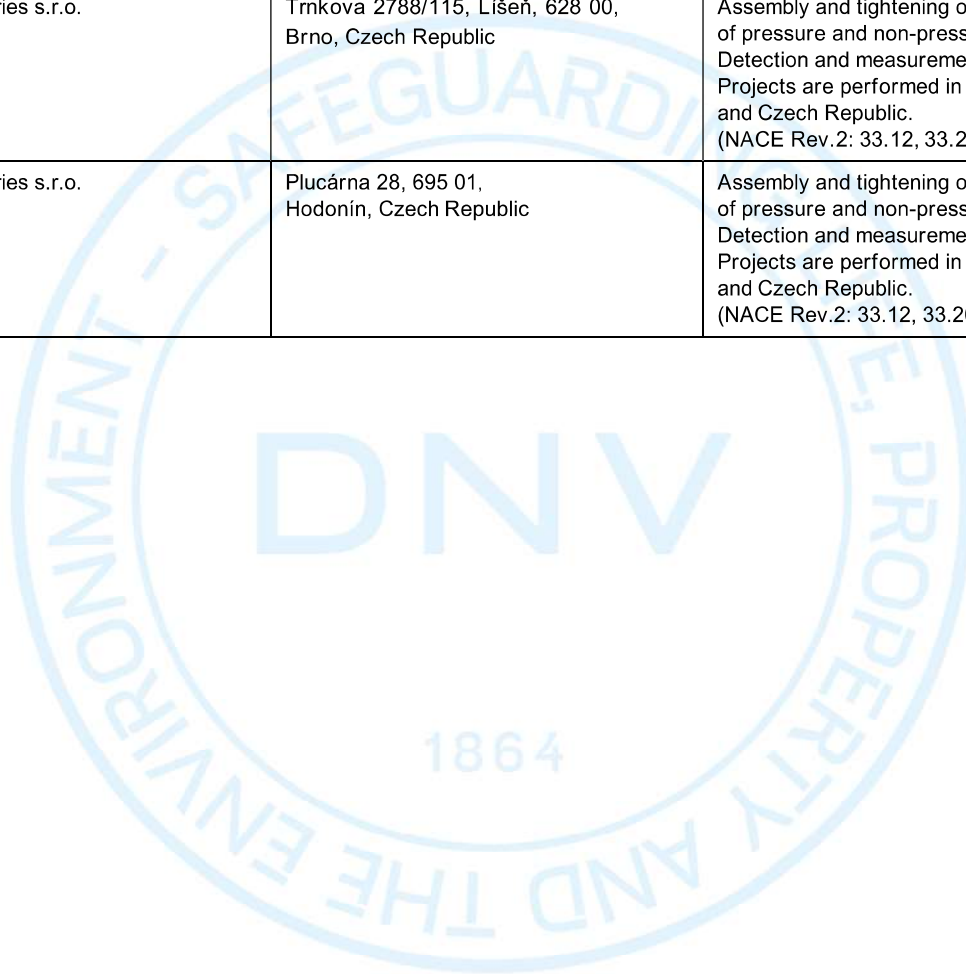 ries s.r.o.
Trnkova 2788/115, Líšeň, 628 00,
Brno, Czech Republic
Assembly and tightening o
of pressure and non-press
Detection and measureme
Projects are performed in
and Czech Republic.
(NACE Rev.2: 33.12, 33.2
ries s.r.o.
Plucárna 28, 695 01,
Hodonín, Czech Republic
Assembly and tightening o
of pressure and non-press
Detection and measureme
Projects are performed in
and Czech Republic.
(NACE Rev.2: 33.12, 33.20
SAFEGUARDING LIFE, PROPERTY AND THE ENVIRONMENT -
DNV
1864